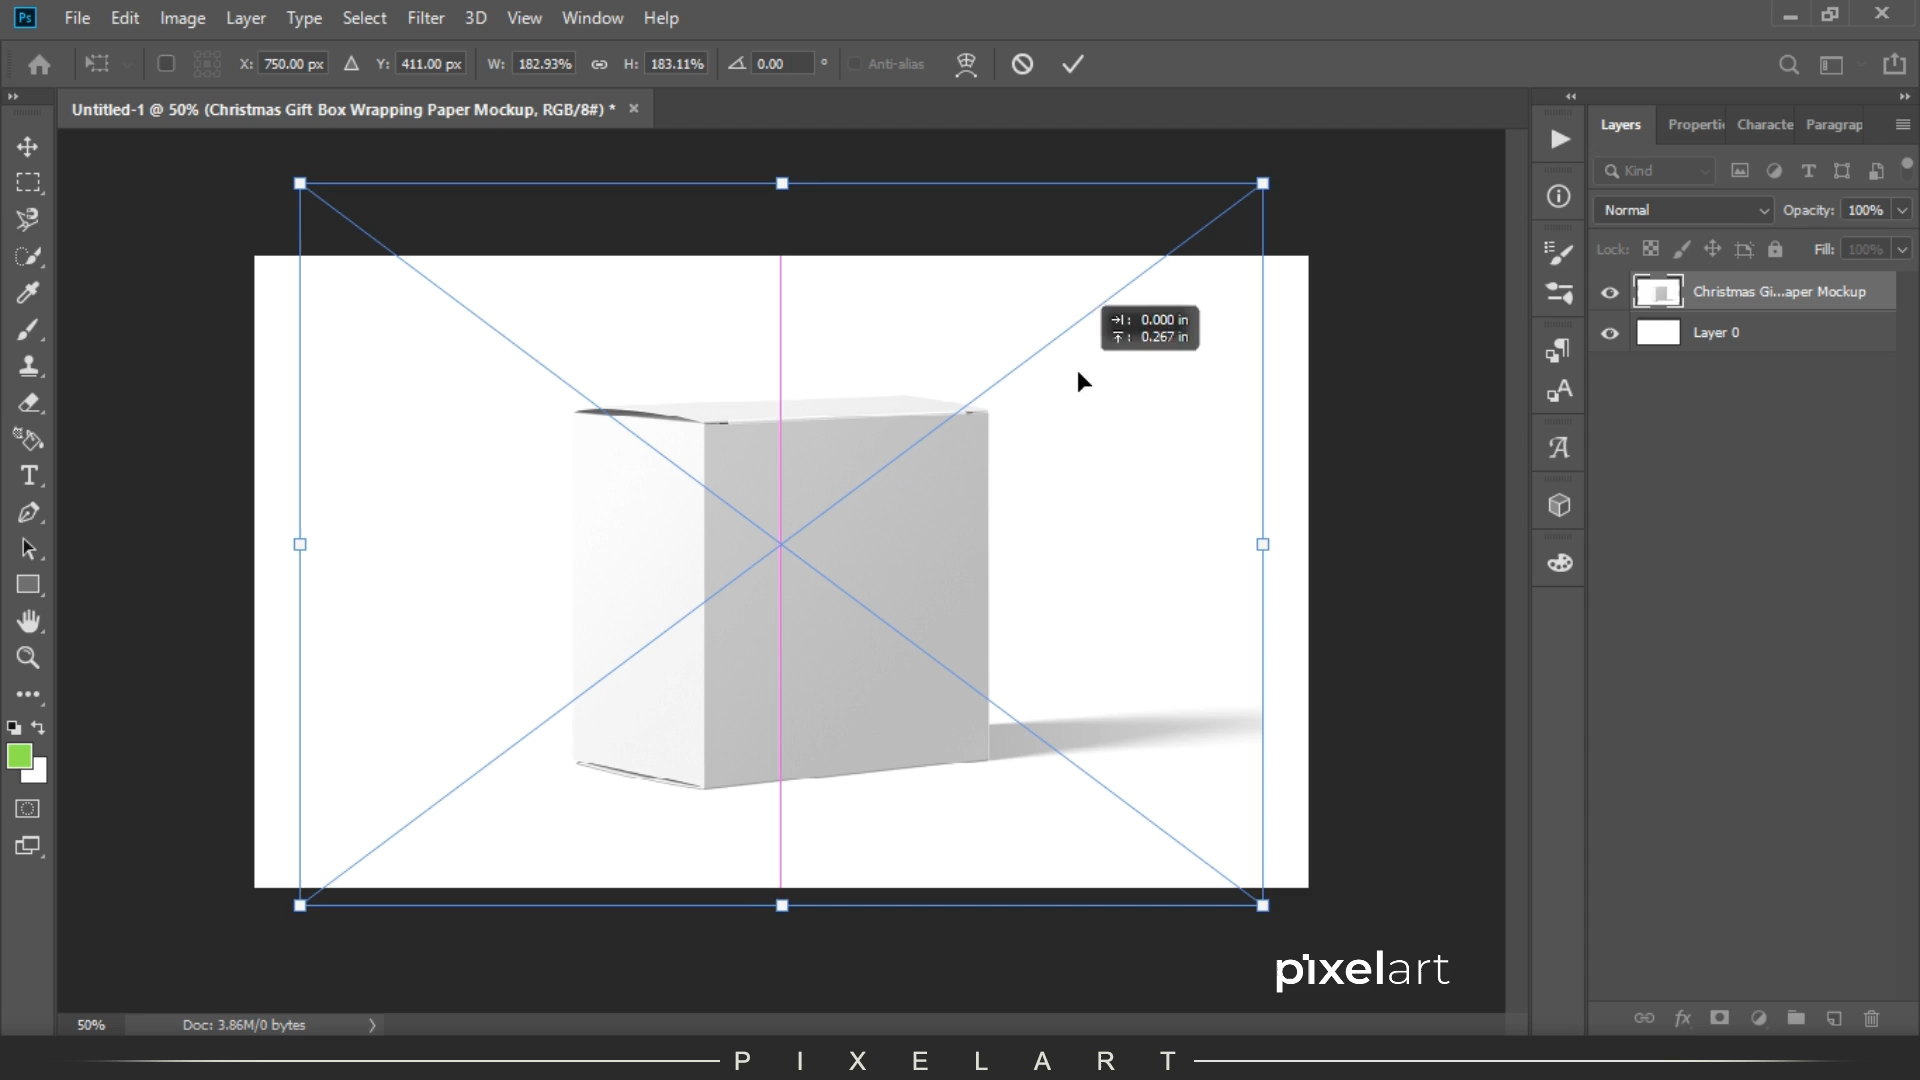 Ps File Edit Image Layer Type Select Filter 3D View Window Help
X: 750.00 px Y: 411.00 px W: 182.93% H: 183.11% 0.00 ° Anti-alias
Untitled-1 @ 50% (Christmas Gift Box Wrapping Paper Mockup, RGB/8#) * ×
Layers Properti Characte Paragrap
Kind
Normal Opacity: 100%
Lock: Fill: 100%
Christmas Gi...aper Mockup
Layer 0
0.000 in
0.267 in
pixelart
50% Doc: 3.86M/0 bytes
P I X E L A R T